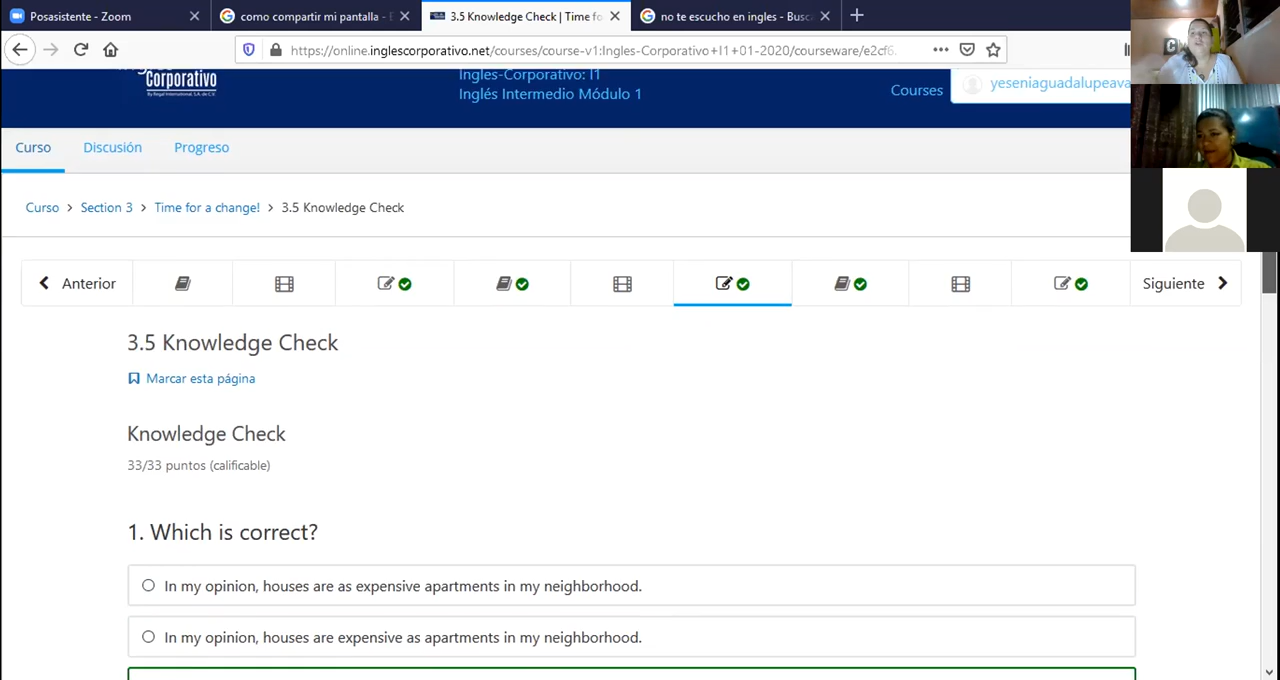 Posasistente - Zoom
como compartir mi pantalla -
3.5 Knowledge Check | Time fo
no te escucho en ingles - Busc
https://online.inglescorporativo.net/courses/course-v1:Ingles-Corporativo+I1+01-2020/courseware/e2cf6
Corporativo
Ingles-Corporativo: I1
Inglés Intermedio Módulo 1
Courses
yeseniaguadalupeava
Curso
Discusión
Progreso
Curso > Section 3 > Time for a change! > 3.5 Knowledge Check
Anterior
Siguiente
3.5 Knowledge Check
Marcar esta página
Knowledge Check
33/33 puntos (calificable)
1. Which is correct?
In my opinion, houses are as expensive apartments in my neighborhood.
In my opinion, houses are expensive as apartments in my neighborhood.